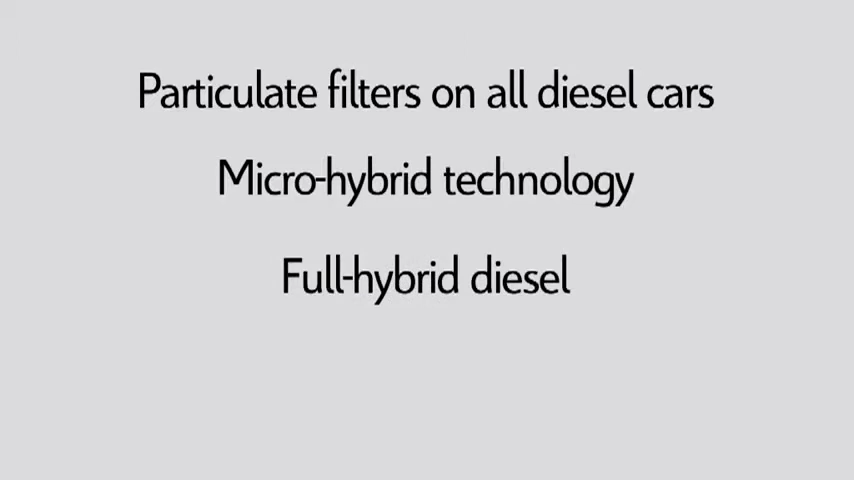 Particulate filters on all diesel cars
Micro-hybrid technology
Full-hybrid diesel